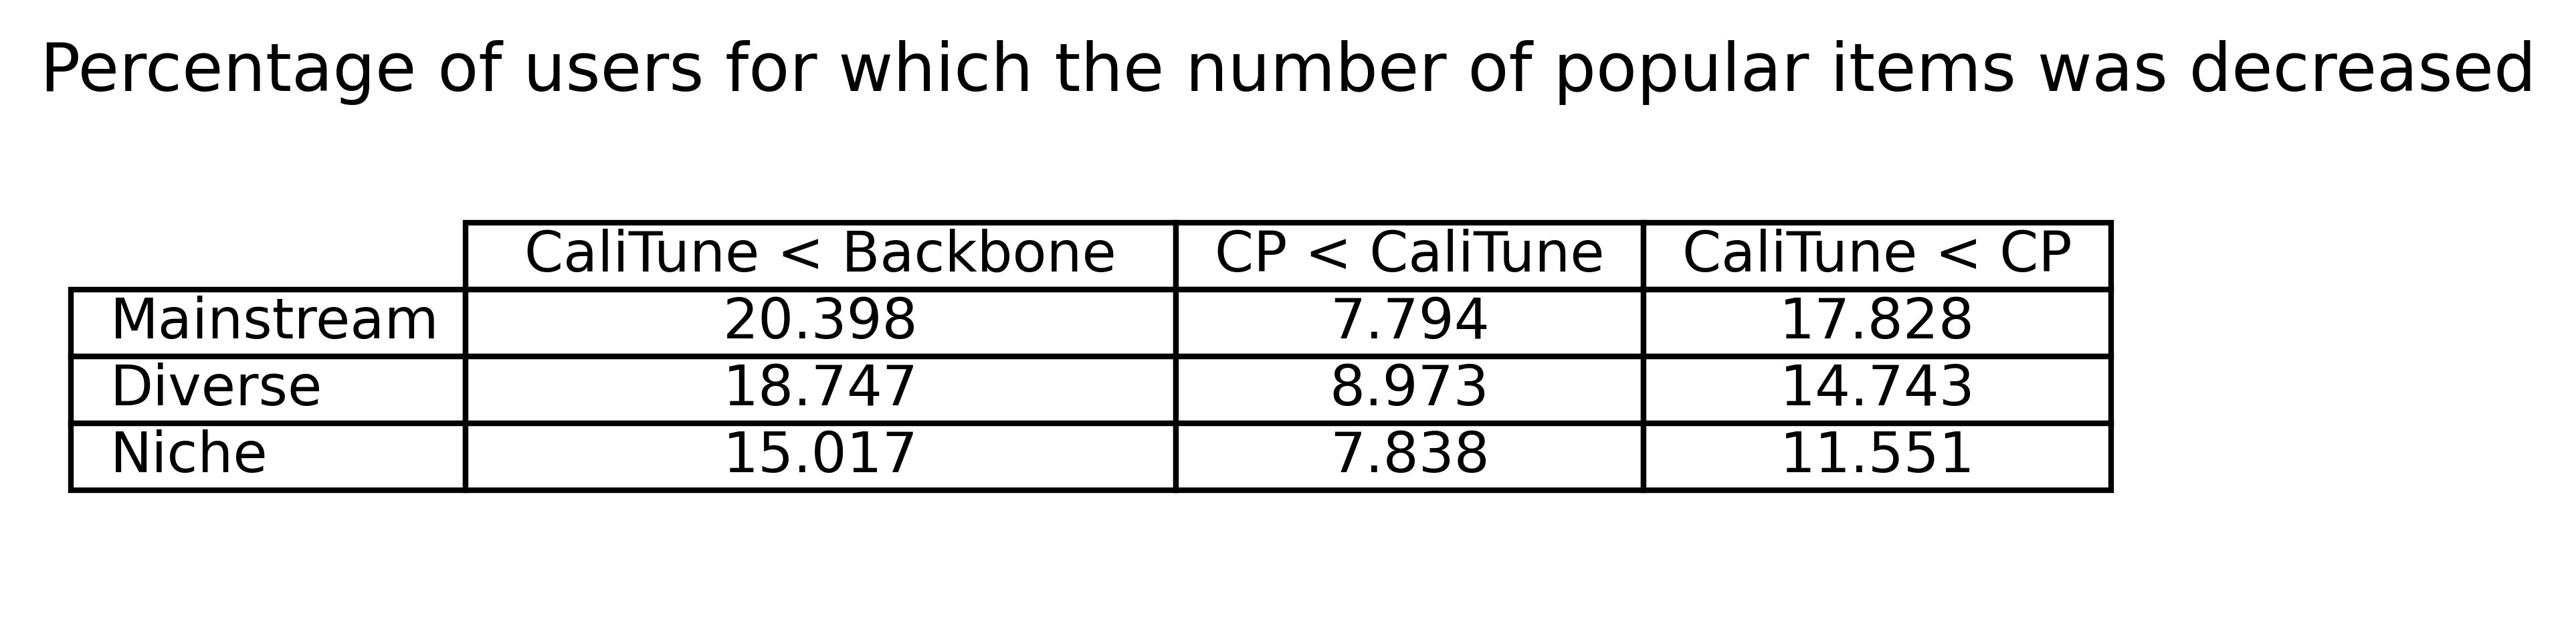 Percentage of users for which the number of popular items was decreased
CaliTune < Backbone CP < CaliTune CaliTune < CP
Mainstream 20.398 7.794 17.828
Diverse 18.747 8.973 14.743
Niche 15.017 7.838 11.551